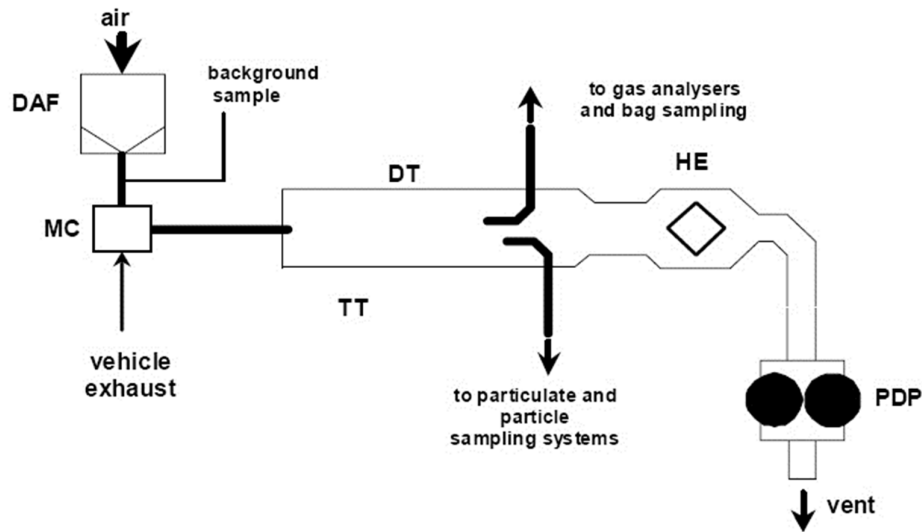 air
DAF
background
sample
to gas analysers
and bag sampling
DT
HE
MC
TT
vehicle
exhaust
to particulate and
particle
sampling systems
PDP
vent